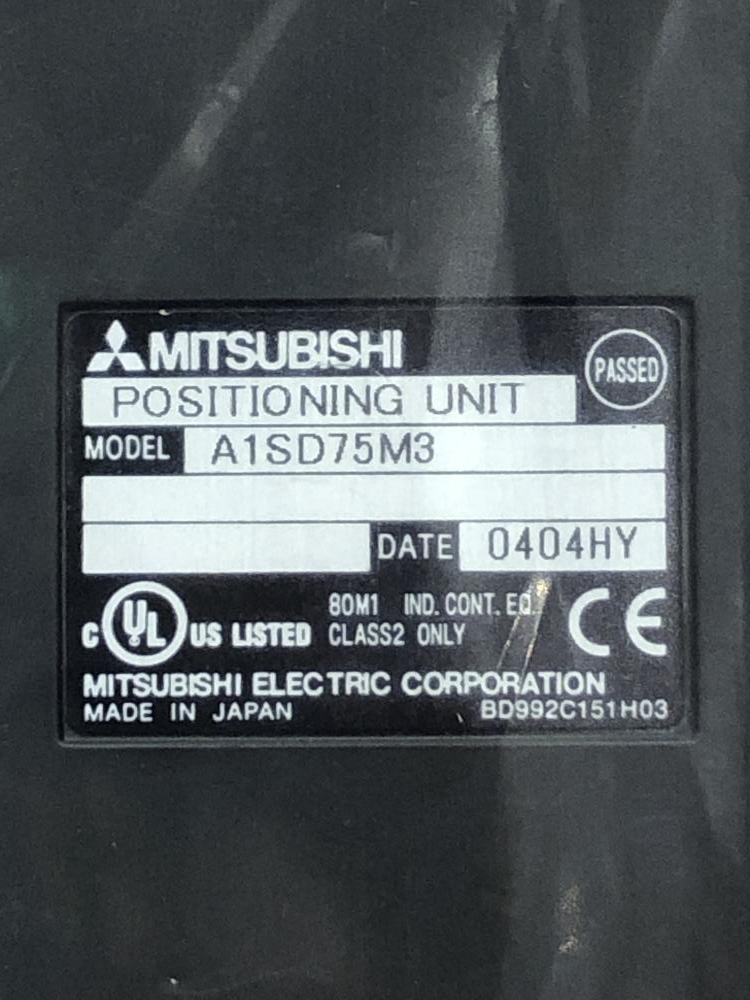 MITSUBISHI
PASSED
POSITIONING UNIT
MODEL A1SD75M3
DATE 0404HY
C UL US LISTED
80M1 IND. CONT. EQ.
CLASS2 ONLY
CE
MITSUBISHI ELECTRIC CORPORATION
MADE IN JAPAN BD992C151H03